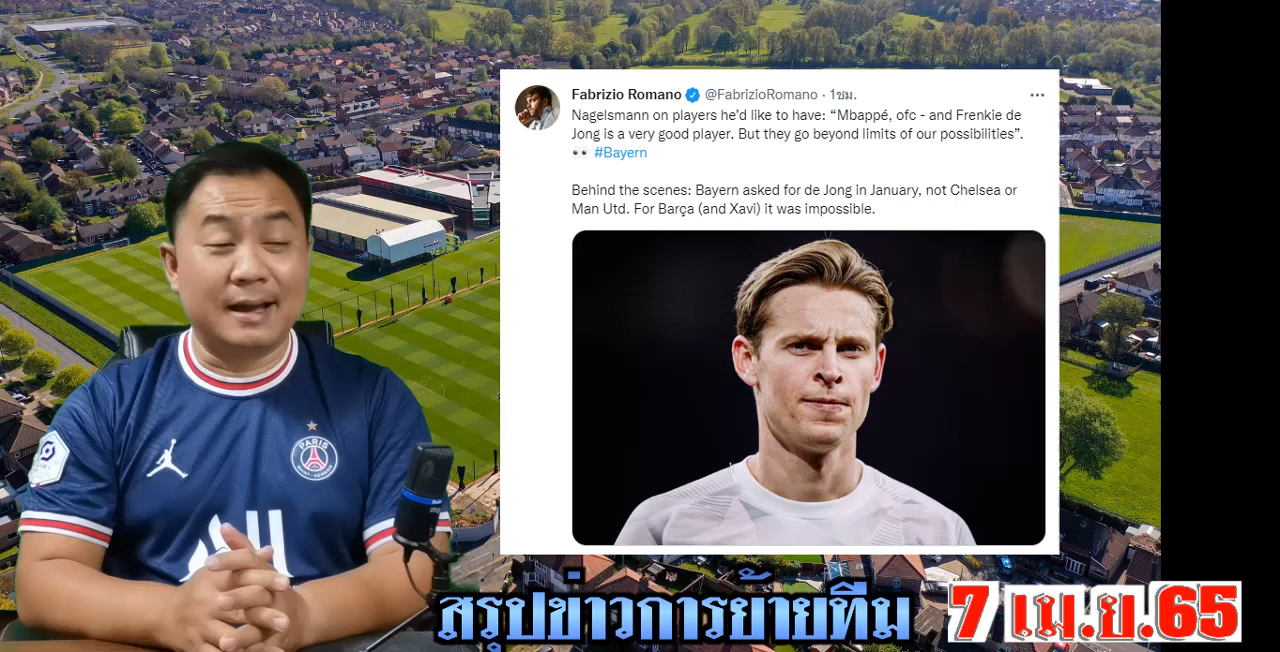 Fabrizio Romano @FabrizioRomano · 1ชม.
Nagelsmann on players he’d like to have: “Mbappé, ofc - and Frenkie de
Jong is a very good player. But they go beyond limits of our possibilities”.
👀 #Bayern
Behind the scenes: Bayern asked for de Jong in January, not Chelsea or
Man Utd. For Barça (and Xavi) it was impossible.
PARIS
SAINT-GERMAIN
สรุปข่าวการย้ายทีม 7 เม.ย.65